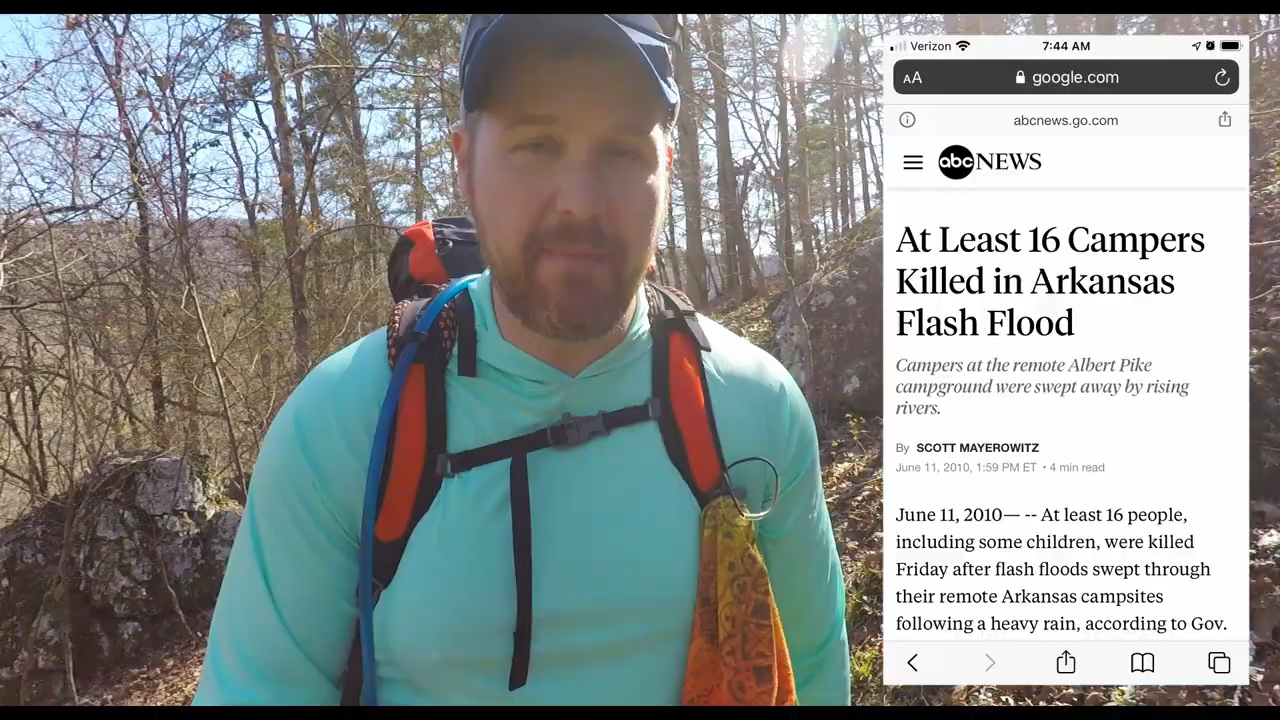 Verizon 7:44 AM
AA google.com
abcnews.go.com
abc NEWS
At Least 16 Campers
Killed in Arkansas
Flash Flood
Campers at the remote Albert Pike
campground were swept away by rising
rivers.
By SCOTT MAYEROWITZ
June 11, 2010, 1:59 PM ET • 4 min read
June 11, 2010— -- At least 16 people,
including some children, were killed
Friday after flash floods swept through
their remote Arkansas campsites
following a heavy rain, according to Gov.